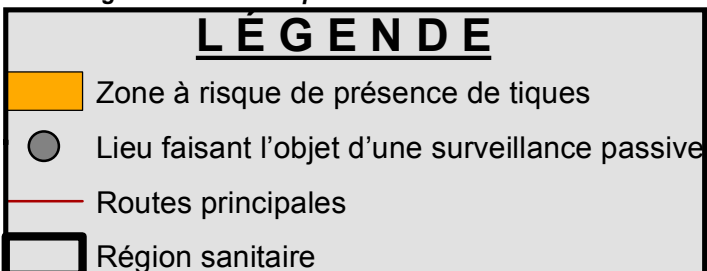 L É G E N D E
Zone à risque de présence de tiques
Lieu faisant l’objet d’une surveillance passive
Routes principales
Région sanitaire